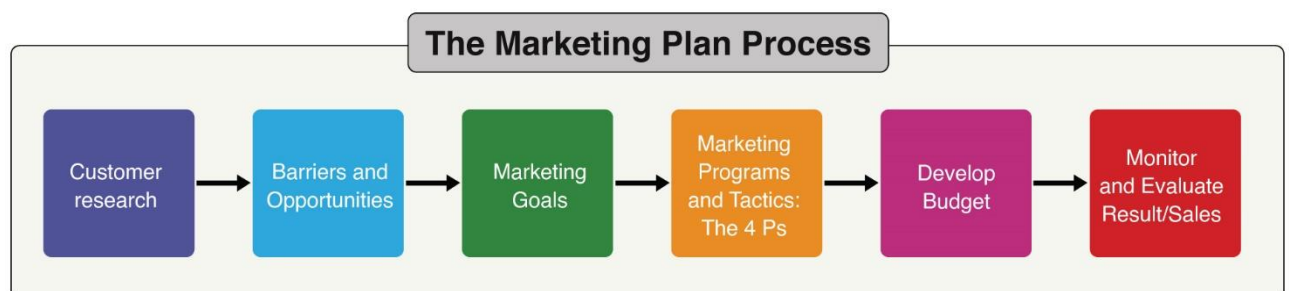 The Marketing Plan Process
Customer
research
Barriers and
Opportunities
Marketing
Goals
Marketing
Programs
and Tactics:
The 4 Ps
Develop
Budget
Monitor
and Evaluate
Result/Sales